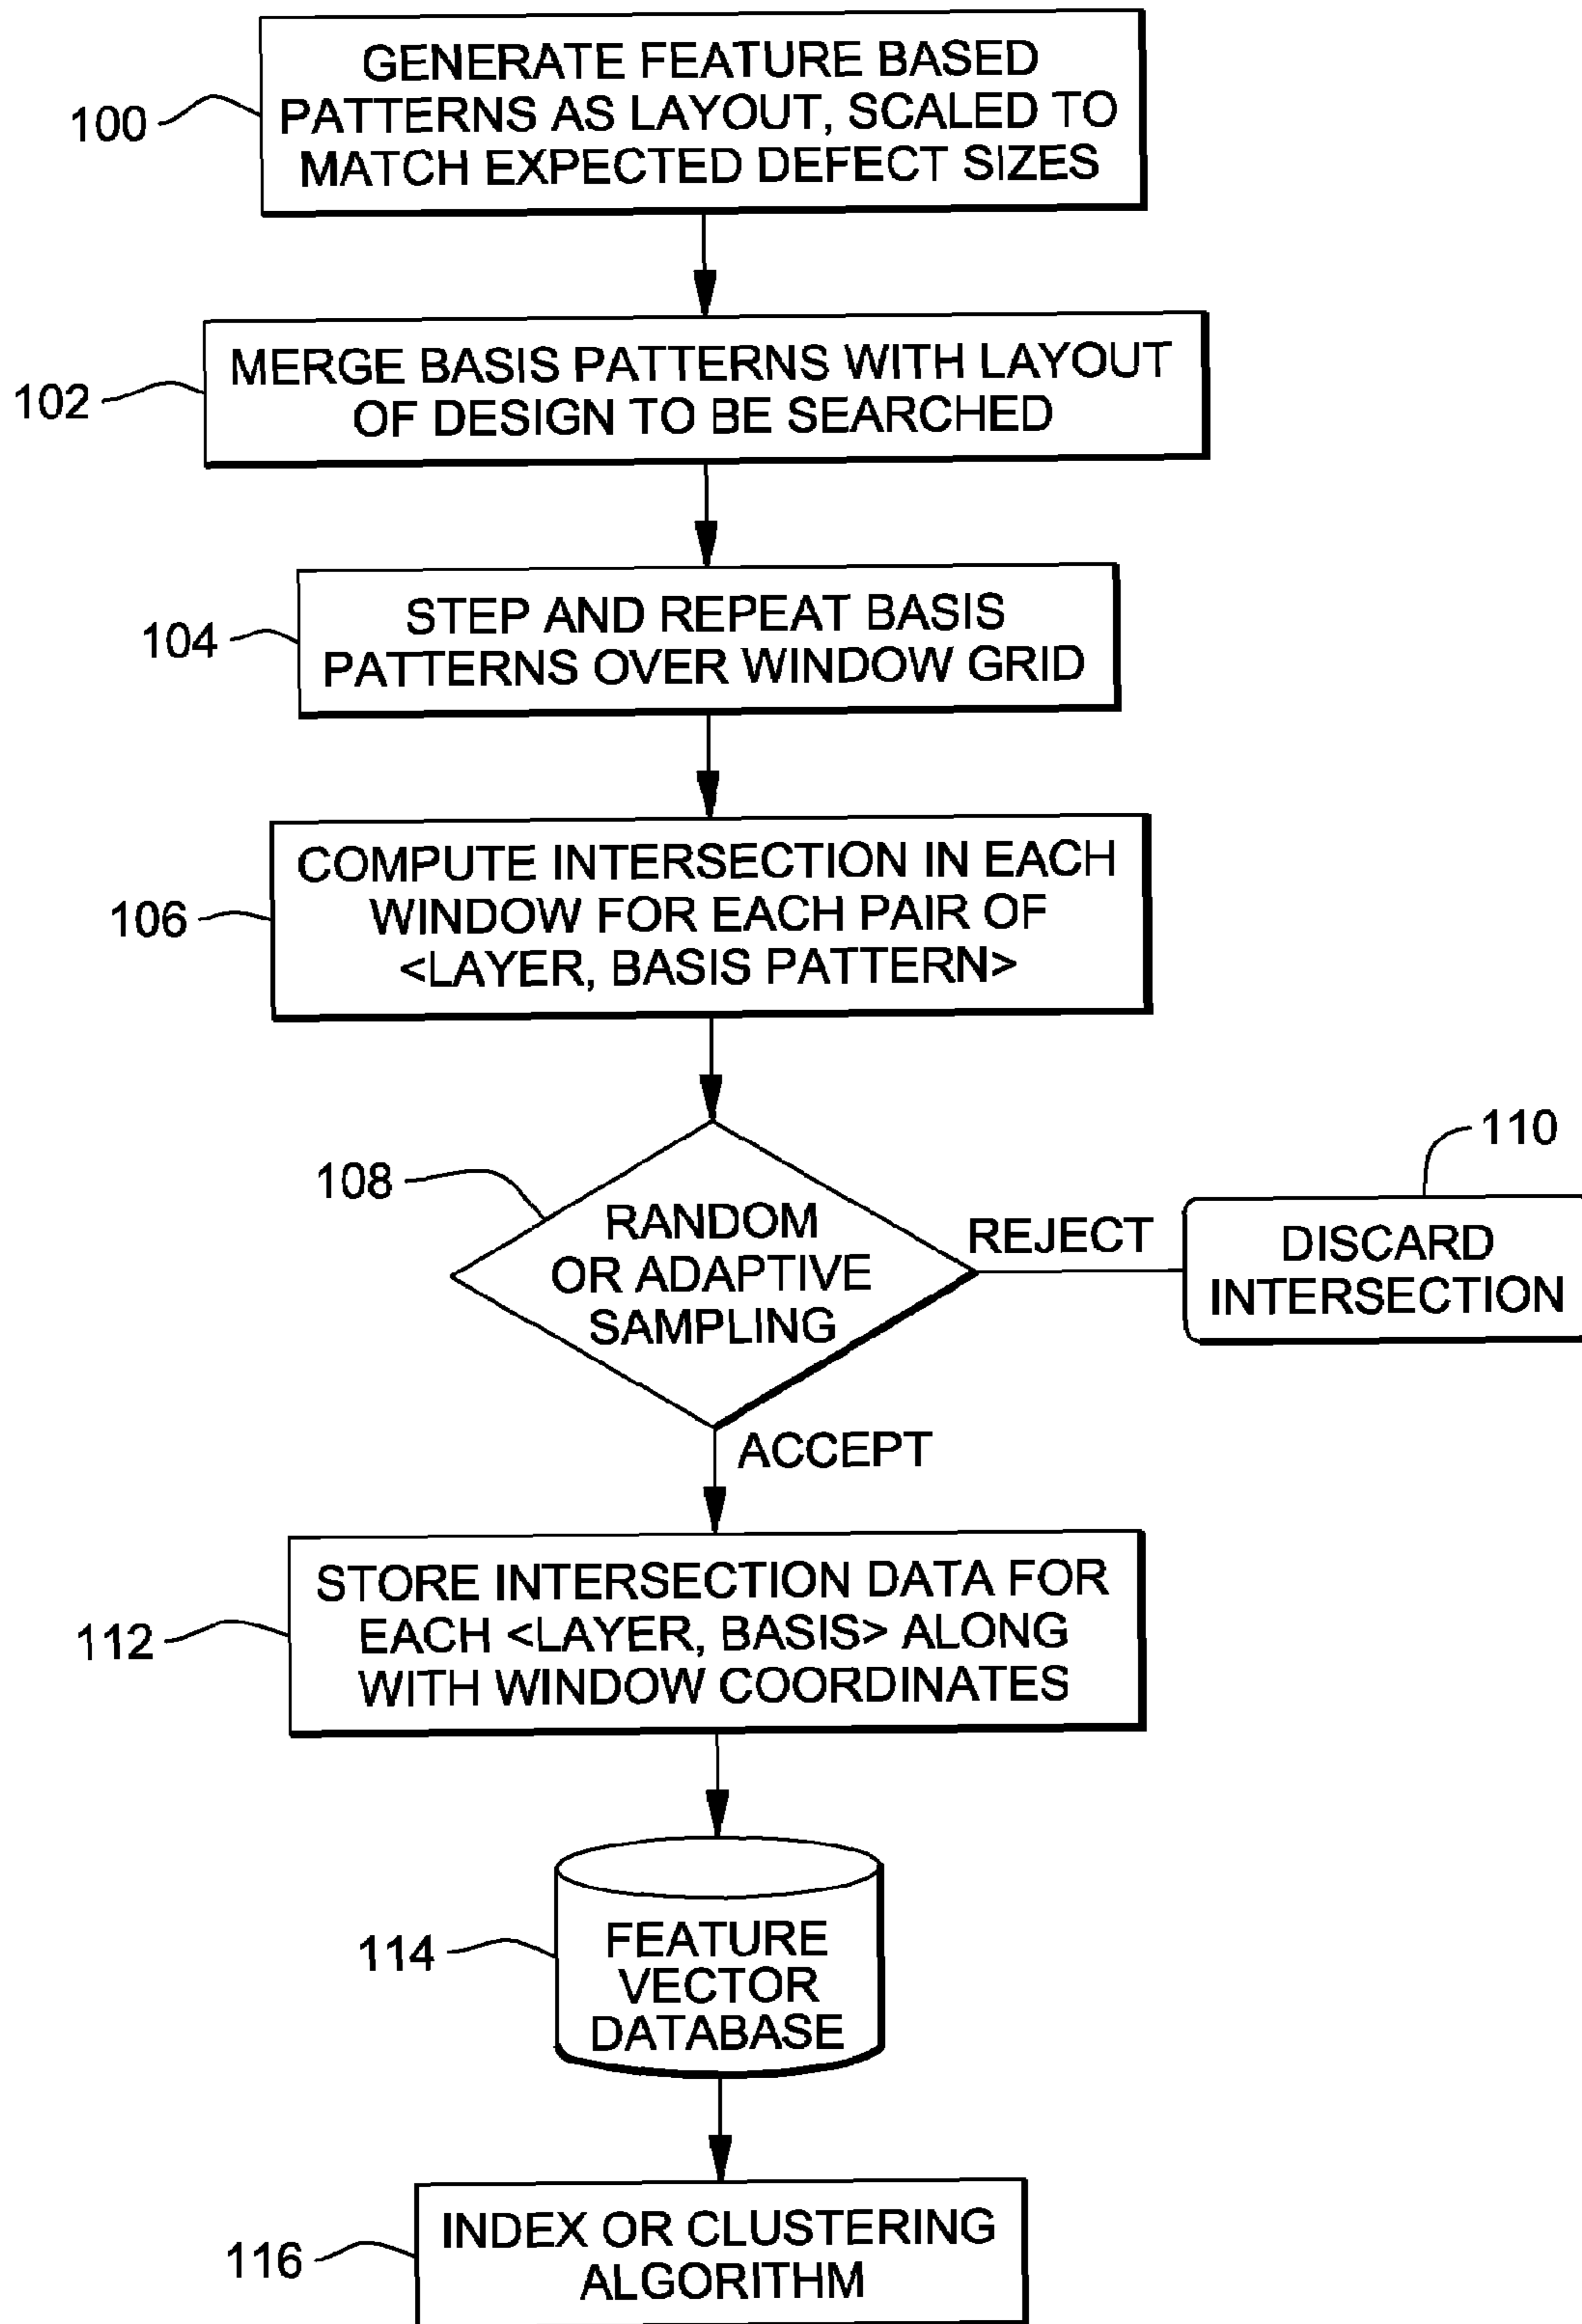 100
GENERATE FEATURE BASED
PATTERNS AS LAYOUT, SCALED TO
MATCH EXPECTED DEFECT SIZES
102
MERGE BASIS PATTERNS WITH LAYOUT
OF DESIGN TO BE SEARCHED
104
STEP AND REPEAT BASIS
PATTERNS OVER WINDOW GRID
106
COMPUTE INTERSECTION IN EACH
WINDOW FOR EACH PAIR OF
<LAYER, BASIS PATTERN>
108
RANDOM
OR ADAPTIVE
SAMPLING
REJECT
110
DISCARD
INTERSECTION
ACCEPT
112
STORE INTERSECTION DATA FOR
EACH <LAYER, BASIS> ALONG
WITH WINDOW COORDINATES
114
FEATURE
VECTOR
DATABASE
116
INDEX OR CLUSTERING
ALGORITHM